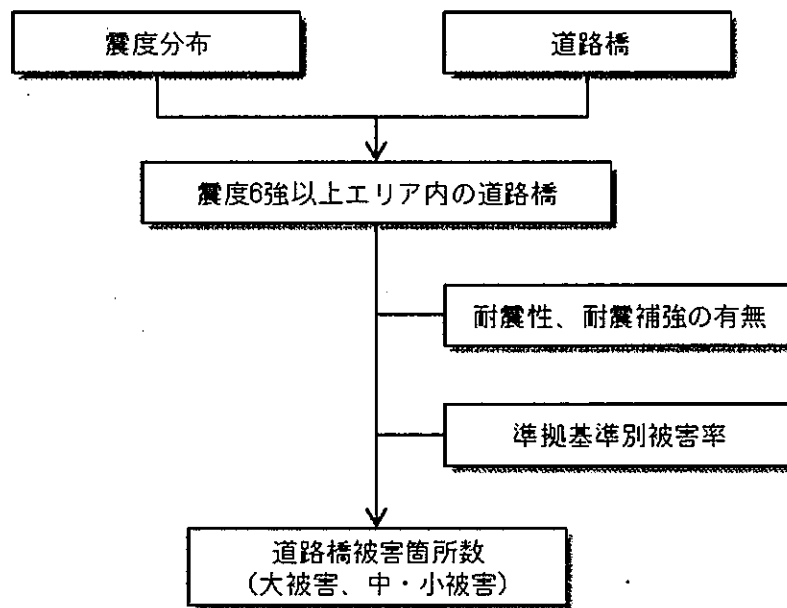 震度分布
道路橋
震度6強以上エリア内の道路橋
耐震性、耐震補強の有無
準拠基準別被害率
道路橋被害箇所数
（大被害、中・小被害）